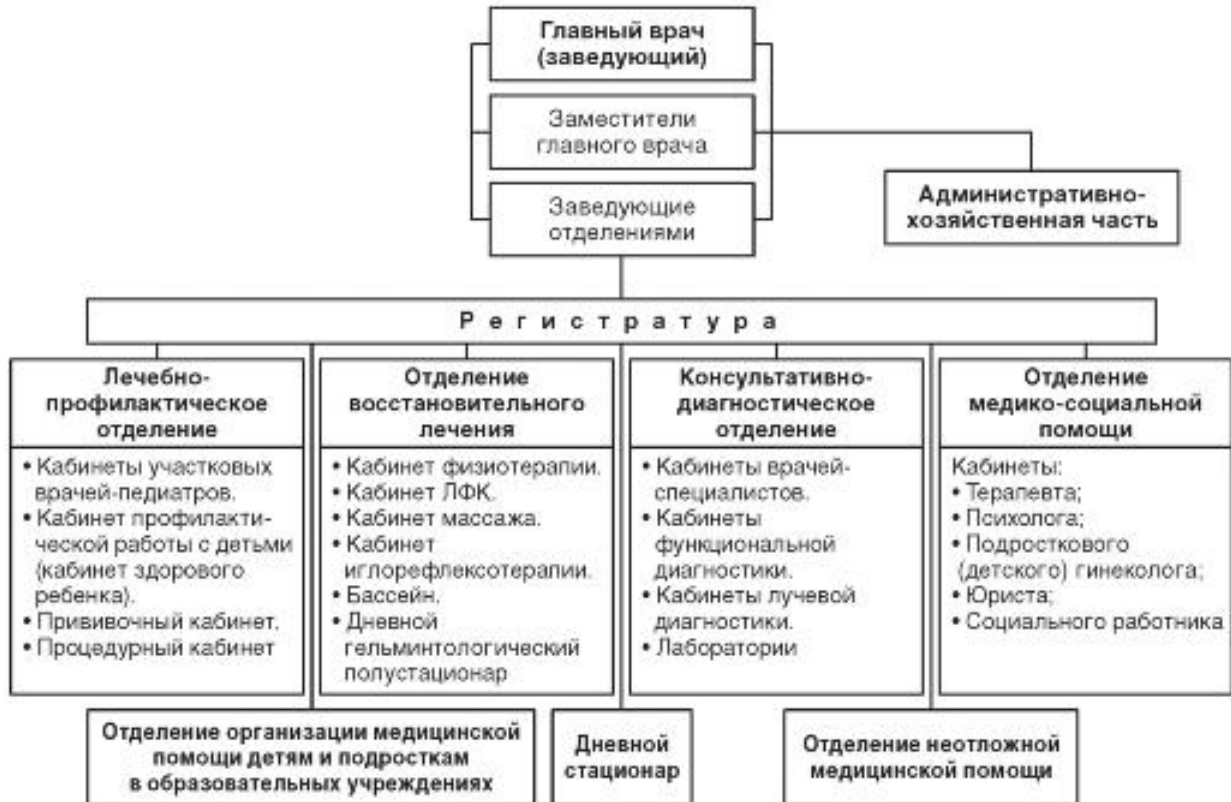 Главный врач
(заведующий)
Заместители
главного врача
Заведующие
отделениями
Административно-
хозяйственная часть
Регистратура
Лечебно-
профилактическое
отделение
• Кабинеты участковых
врачей-педиатров.
• Кабинет профилакти-
ческой работы с детьми
(кабинет здорового
ребенка).
• Прививочный кабинет.
• Процедурный кабинет
Отделение
восстановительного
лечения
• Кабинет физиотерапии.
• Кабинет ЛФК.
• Кабинет массажа.
• Кабинет
иглорефлексотерапии.
• Бассейн.
• Дневной
гельминтологический
полустационар
Консультативно-
диагностическое
отделение
• Кабинеты врачей-
специалистов.
• Кабинеты
функциональной
диагностики.
• Кабинеты лучевой
диагностики.
• Лаборатории
Отделение
медико-социальной
помощи
Кабинеты:
• Терапевта;
• Психолога;
• Подросткового
(детского) гинеколога;
• Юриста;
• Социального работника
Отделение организации медицинской
помощи детям и подросткам
в образовательных учреждениях
Дневной
стационар
Отделение неотложной
медицинской помощи